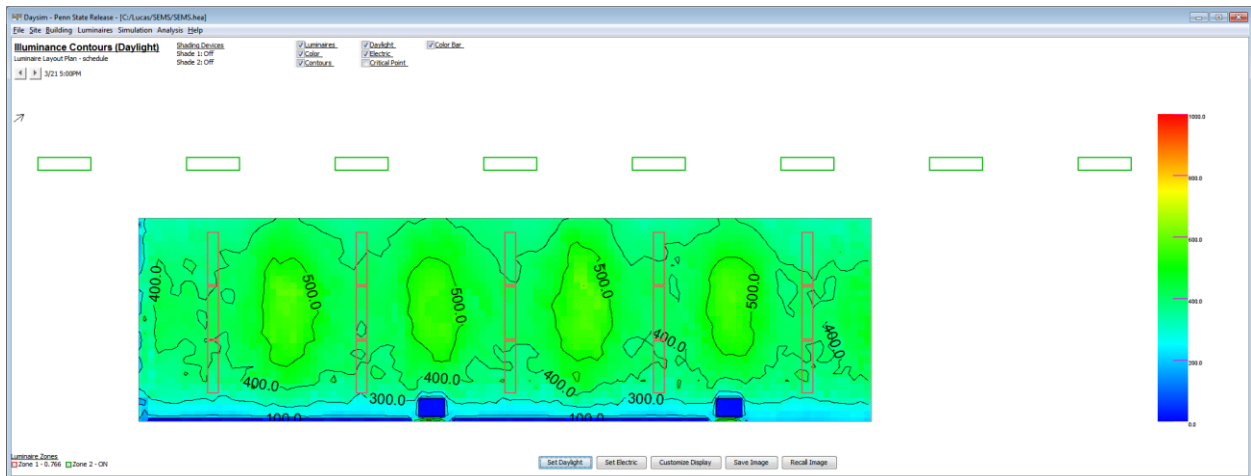 Daysim - Penn State Release - [C:/Lucas/SEMS/SEMS.hea]
File Site Building Luminaires Simulation Analysis Help
Illuminance Contours (Daylight)
Luminaire Layout Plan - schedule
3/21 5:00PM
Shading Devices
Shade 1: Off
Shade 2: Off
Luminaires Daylight Color Bar
Color Electric
Contours Critical Point
1000.0
800.0
600.0
400.0
200.0
0.0
400.0 500.0 500.0 500.0 500.0
400.0 400.0
400.0 400.0 400.0 400.0
300.0 300.0
100.0 100.0
Luminaire Zones
Zone 1 - 0.766 Zone 2 - ON
Set Daylight Set Electric Customize Display Save Image Recall Image